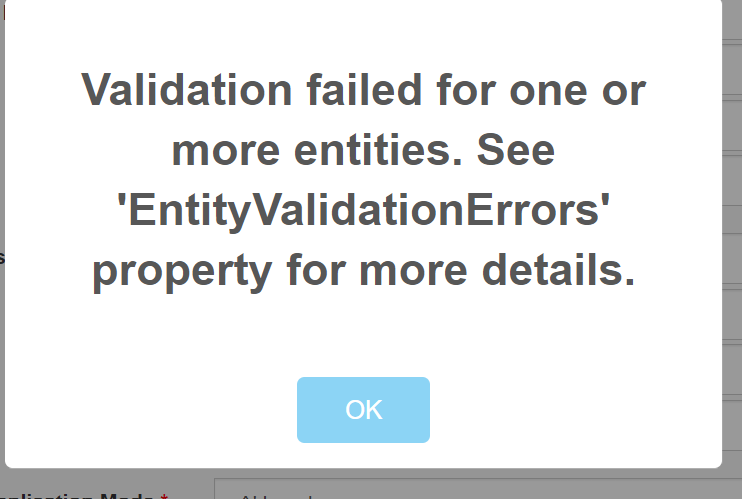 Validation failed for one or
more entities. See
'EntityValidationErrors'
property for more details.
OK